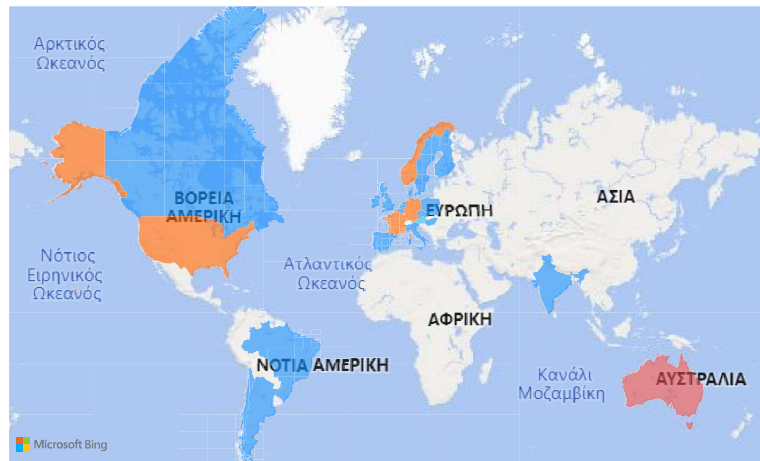 Αρκτικός
Ωκεανός
ΒΟΡΕΙΑ
ΑΜΕΡΙΚΗ
ΕΥΡΩΠΗ
ΑΣΙΑ
Νότιος
Ειρηνικός
Ωκεανός
Ατλαντικός
Ωκεανός
ΑΦΡΙΚΗ
ΝΟΤΙΑ ΑΜΕΡΙΚΗ
Κανάλι
Μοζαμβίκη
ΑΥΣΤΡΑΛΙΑ
Microsoft Bing